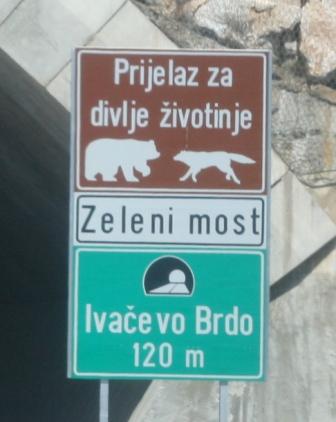 Prijelaz za
divlje životinje
Zeleni most
Ivačevo Brdo
120 m